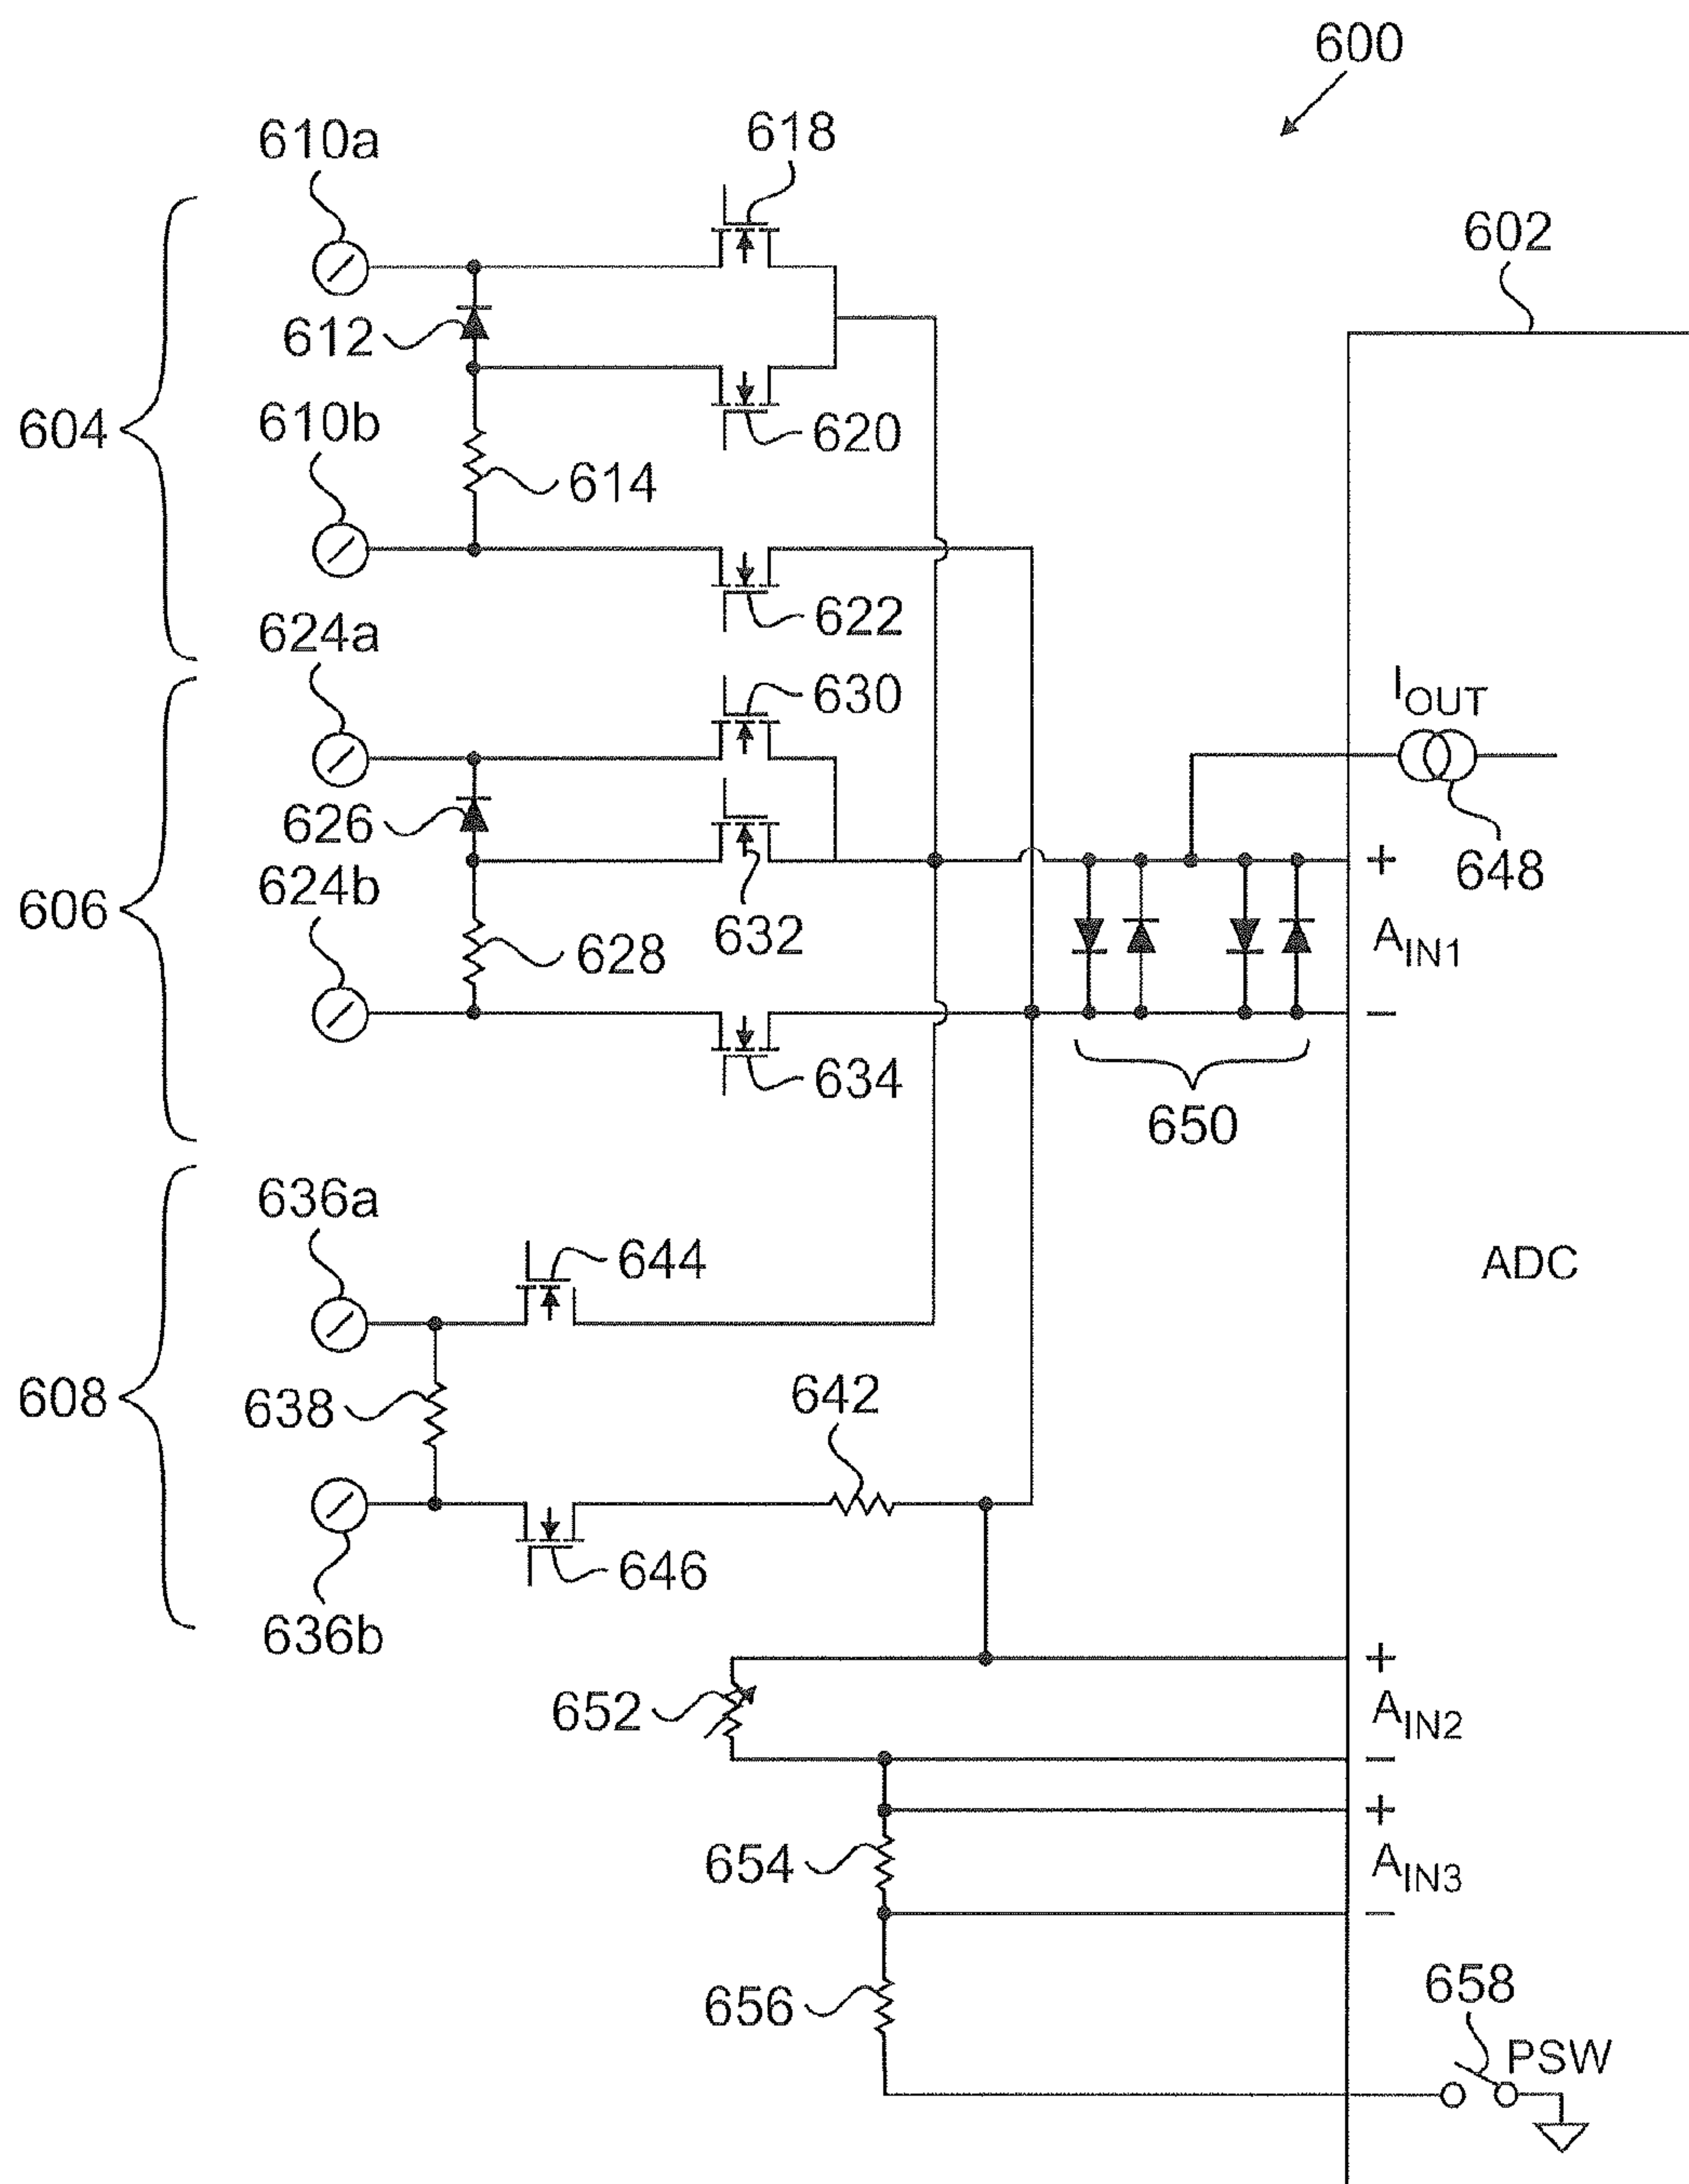 600
610a
618
602
612
604
610b
620
614
622
624a
630
I_OUT
626
648
+
624b
606
632
A_IN1
628
−
634
650
636a
644
ADC
608
638
642
646
636b
+
652
A_IN2
−
+
654
A_IN3
−
656
658
PSW